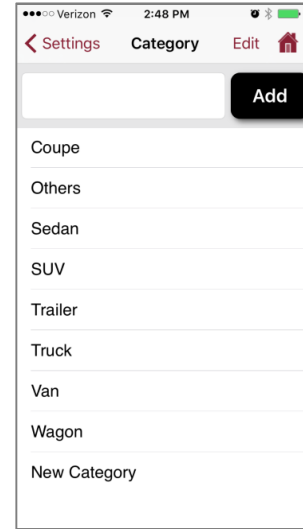 Verizon 2:48 PM
Settings Category Edit
Add
Coupe
Others
Sedan
SUV
Trailer
Truck
Van
Wagon
New Category